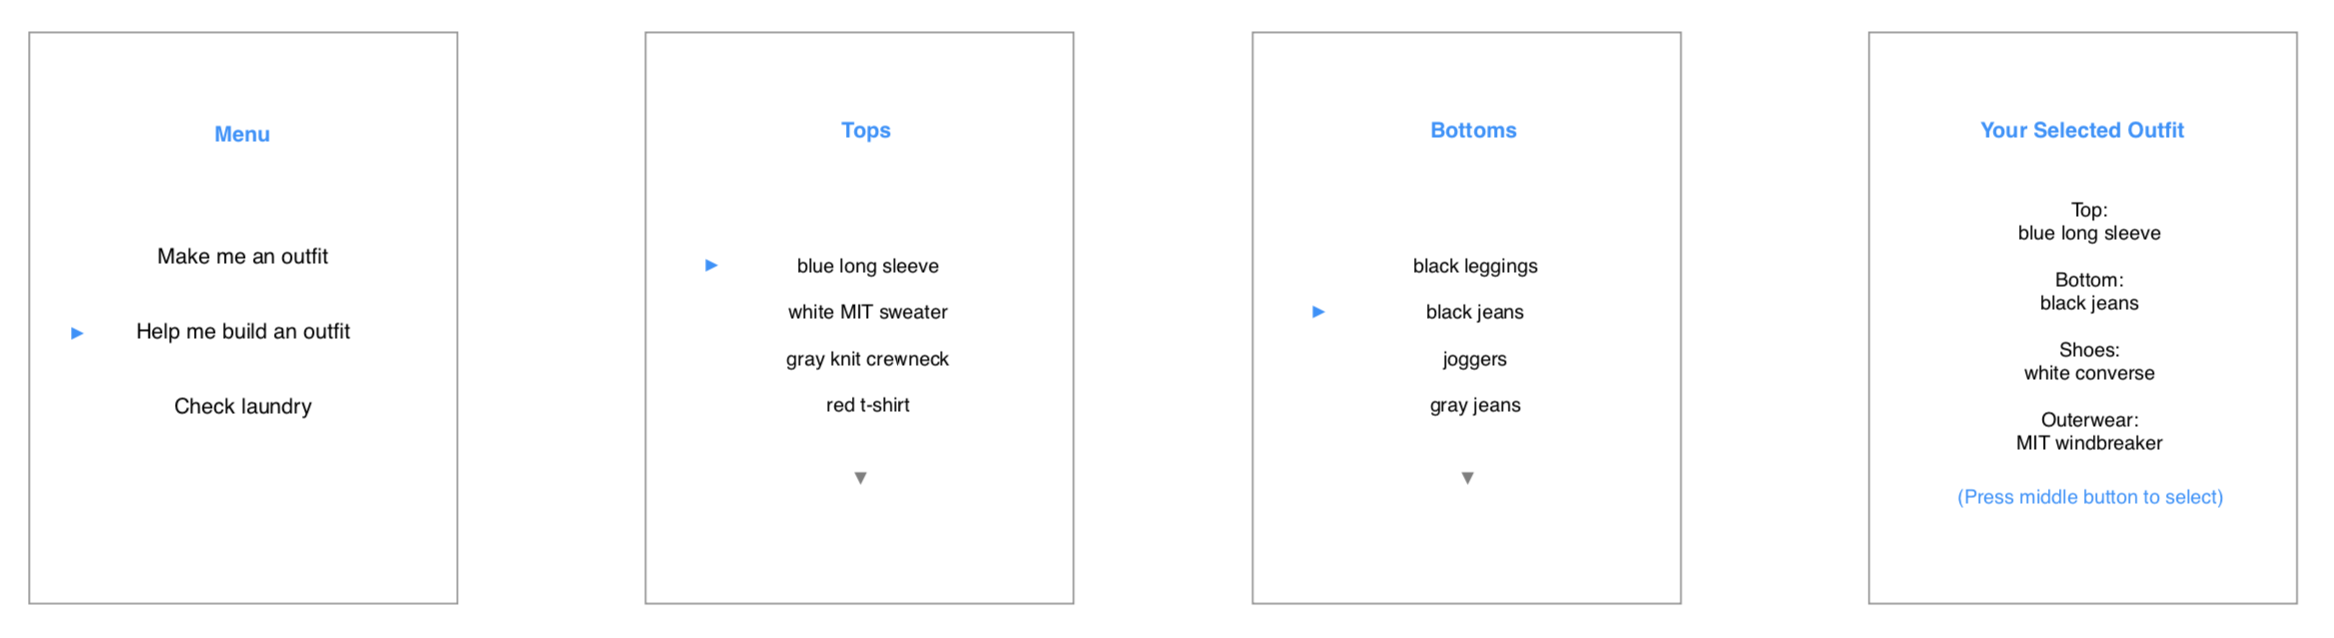 Menu
Make me an outfit
Help me build an outfit
Check laundry
Tops
blue long sleeve
white MIT sweater
gray knit crewneck
red t-shirt
Bottoms
black leggings
black jeans
joggers
gray jeans
Your Selected Outfit
Top:
blue long sleeve
Bottom:
black jeans
Shoes:
white converse
Outerwear:
MIT windbreaker
(Press middle button to select)